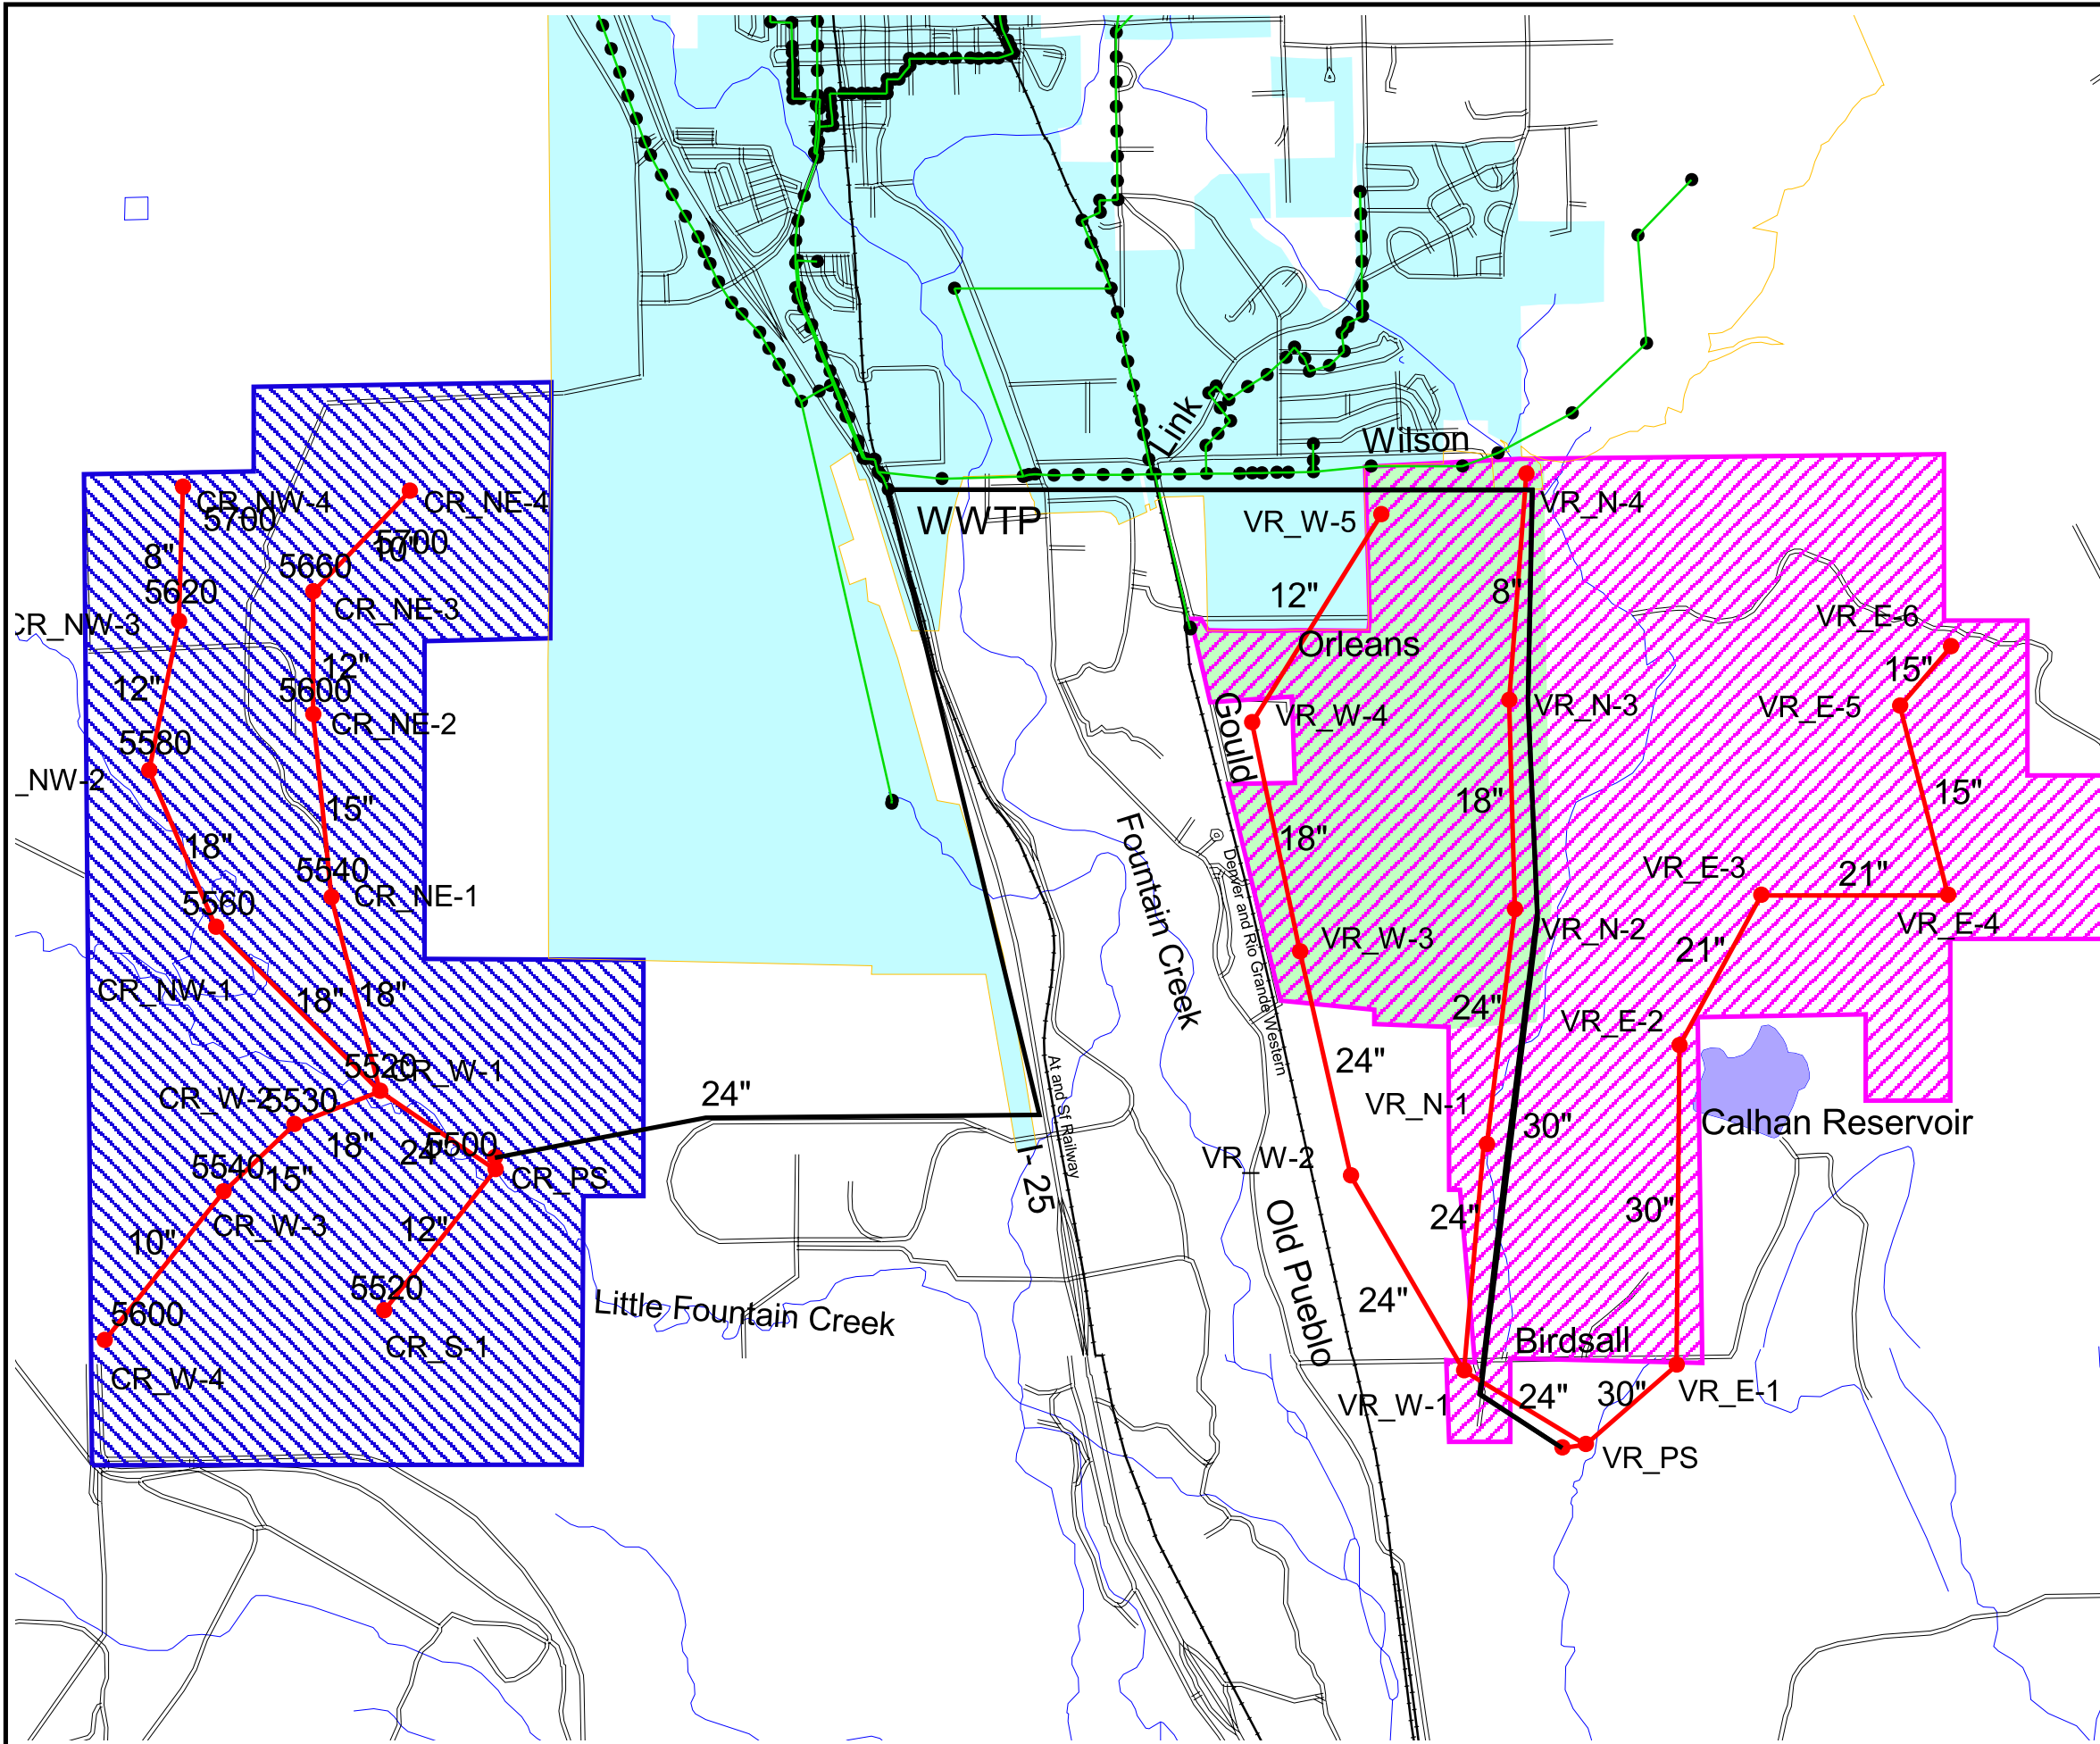 Link
Wilson
CR_NW-4
5700
CR_NE-4
5700
10"
WWTP
VR_W-5
VR_N-4
8"
5620
5660
CR_NE-3
12"
8"
CR_NW-3
VR_E-6
Orleans
12"
12"
5600
CR_NE-2
15"
VR_E-5
VR_W-4
VR_N-3
Gould
5580
_NW-2
15"
18"
15"
18"
18"
5540
CR_NE-1
VR_E-3
21"
5560
VR_E-4
Fountain Creek
Denver and Rio Grande Western
VR_W-3
VR_N-2
21"
CR_NW-1
18"
18"
24"
VR_E-2
5520
CR_W-1
24"
At and Sf Railway
24"
CR_W-2
5530
VR_N-1
Calhan Reservoir
30"
18"
24"
5500
5540
15"
CR_PS
VR_W-2
I- 25
CR_W-3
10"
12"
24"
30"
Old Pueblo
5520
5600
Little Fountain Creek
24"
Birdsall
CR_S-1
CR_W-4
VR_W-1
24"
30"
VR_E-1
VR_PS